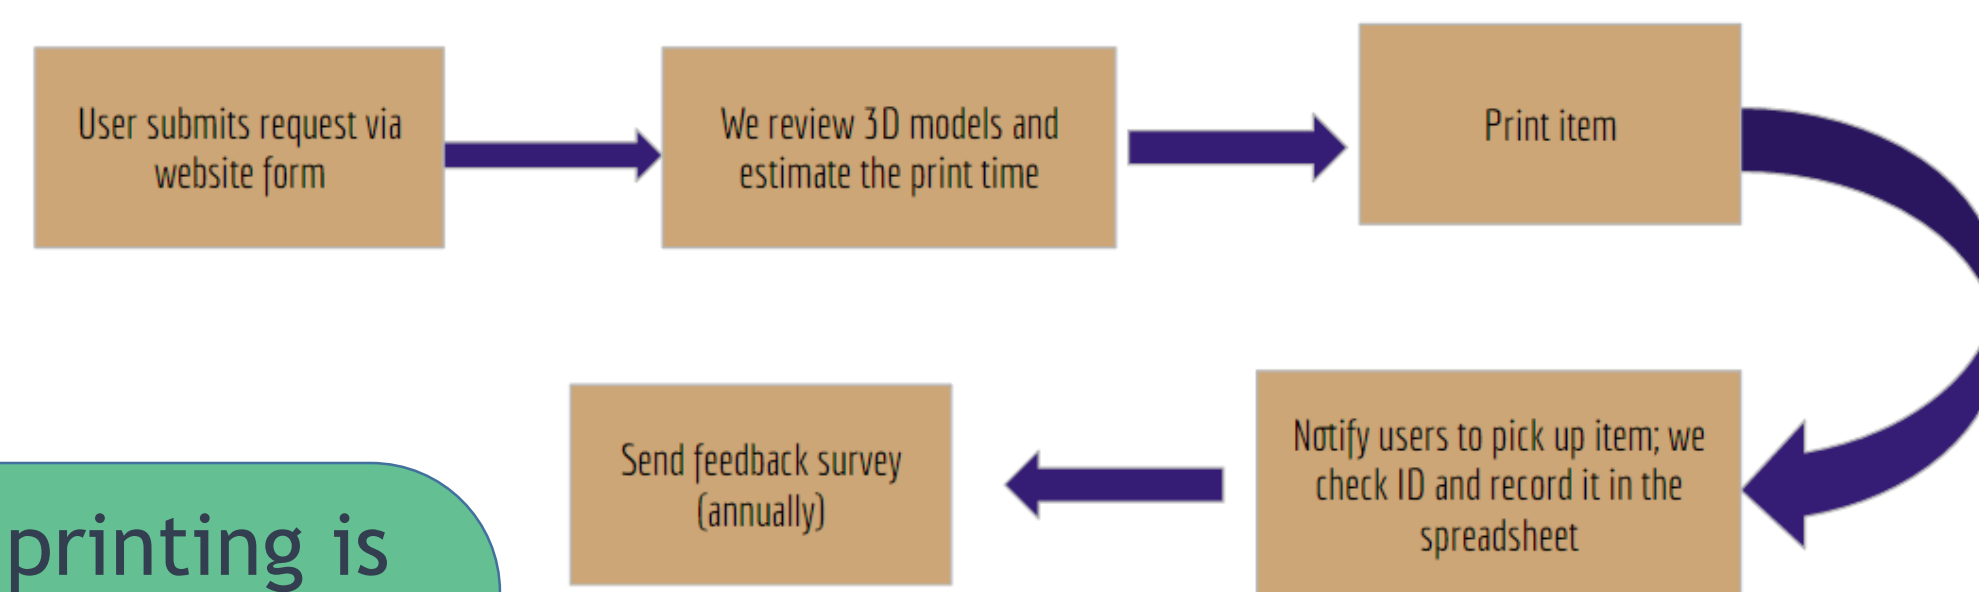 User submits request via
website form
We review 3D models and
estimate the print time
Print item
Notify users to pick up item; we
check ID and record it in the
spreadsheet
Send feedback survey
(annually)
printing is